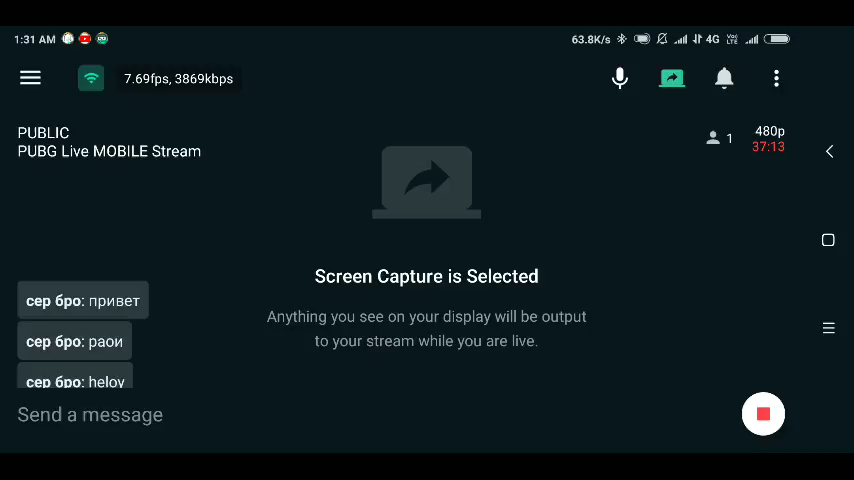 1:31 AM 63.8K/s 4G Vo) LTE
7.69fps, 3869kbps
PUBLIC
PUBG Live MOBILE Stream
1 480p
37:13
Screen Capture is Selected
Anything you see on your display will be output
to your stream while you are live.
сер бро: привет
сер бро: раои
сер бро: heloy
Send a message